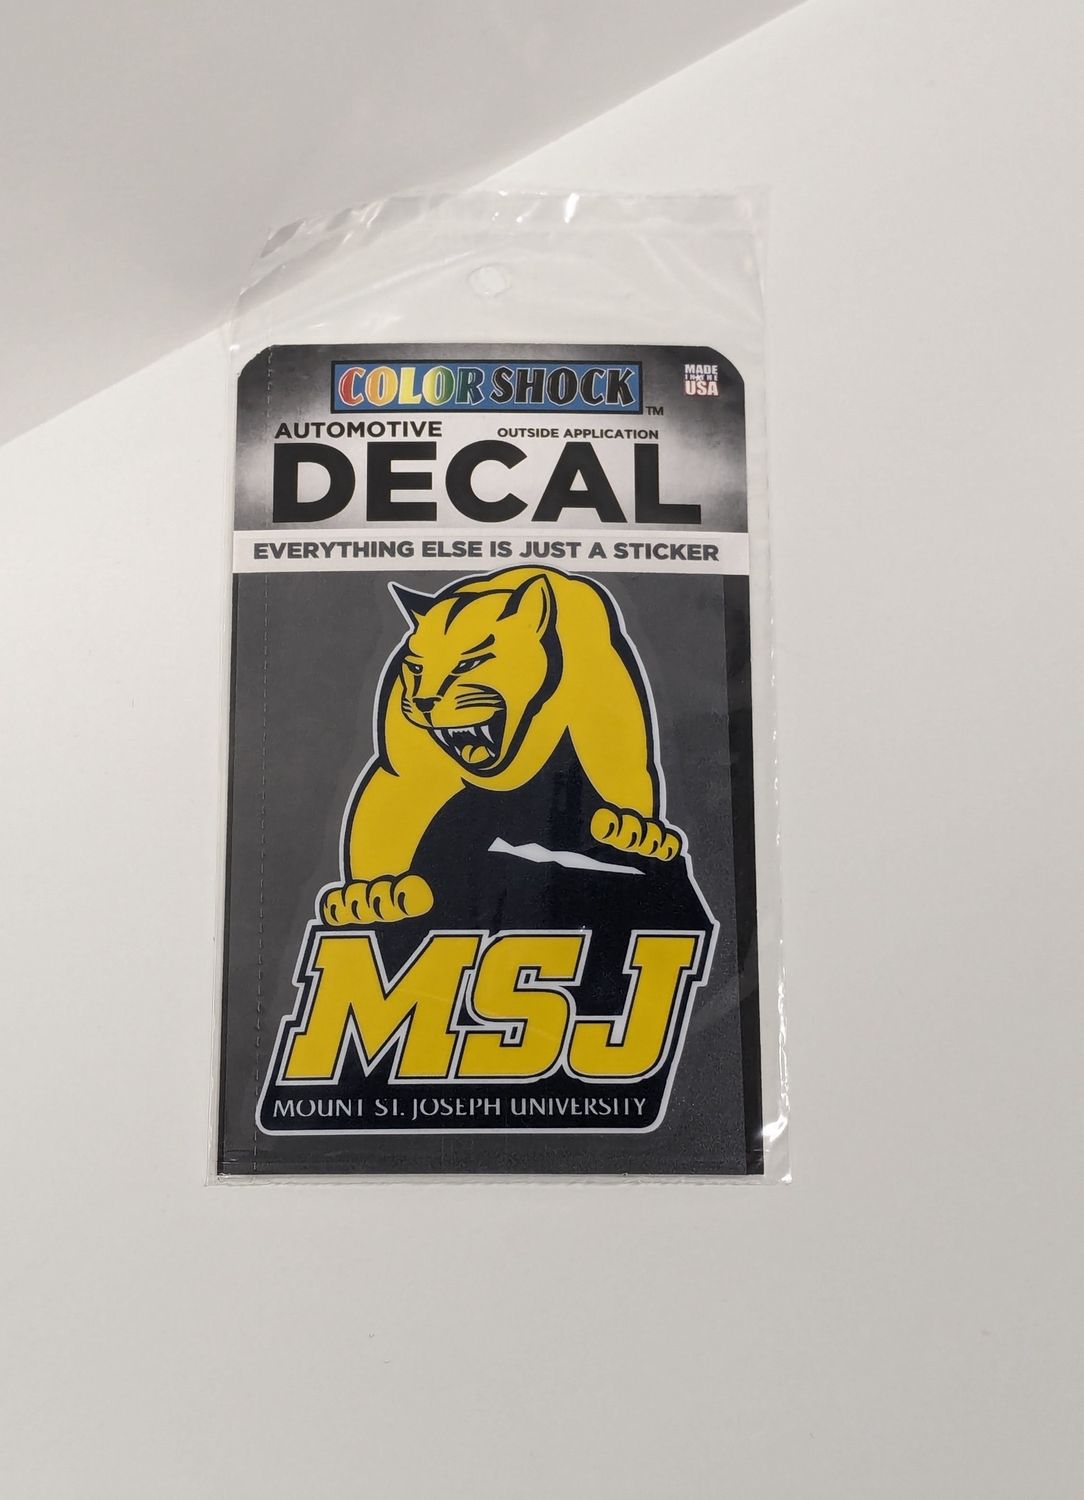 COLOR SHOCK™
MADE
IN THE
USA
AUTOMOTIVE
OUTSIDE APPLICATION
DECAL
EVERYTHING ELSE IS JUST A STICKER
MSJ
MOUNT ST. JOSEPH UNIVERSITY